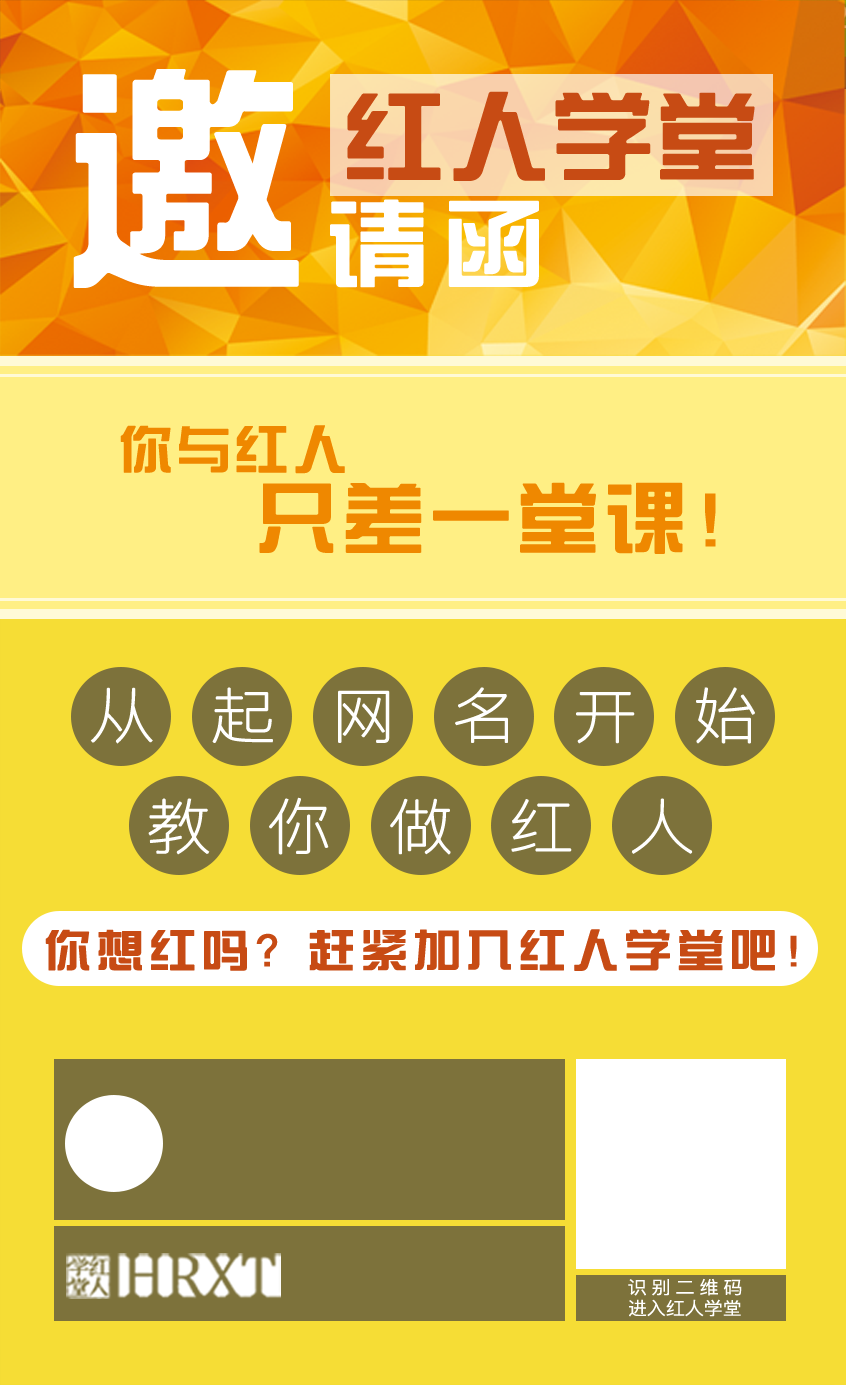 红人学堂
邀请函
你与红人
只差一堂课!
从起网名开始
教你做红人
你想红吗?赶紧加入红人学堂吧!
红人学堂 HRXT
识别二维码
进入红人学堂